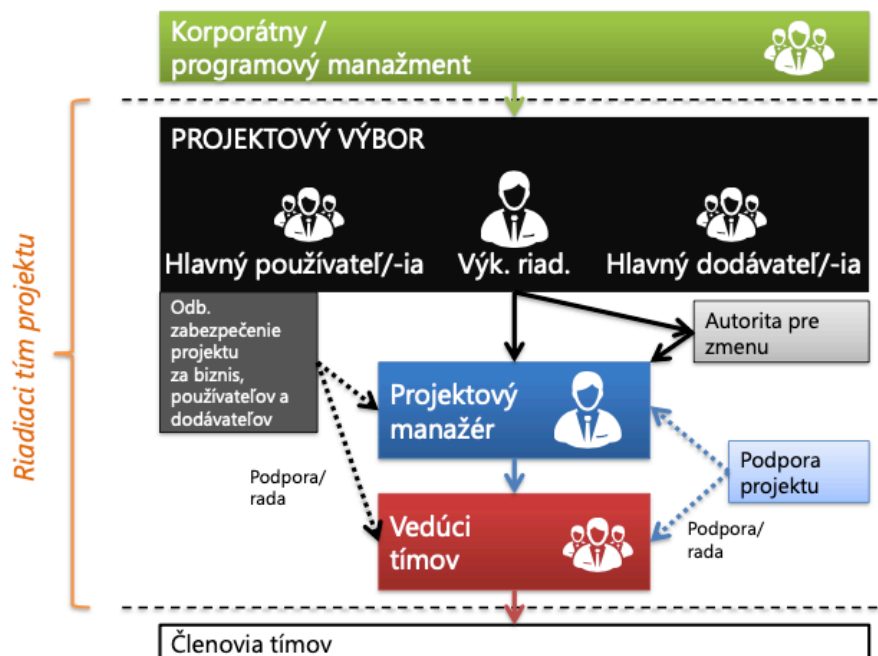 Korporátny /
programový manažment
PROJEKTOVÝ VÝBOR
Hlavný používateľ/-ia
Výk. riad.
Hlavný dodávateľ/-ia
Riadiaci tím projektu
Odb.
zabezpečenie
projektu
za biznis,
používateľov a
dodávateľov
Autorita pre
zmenu
Projektový
manažér
Podpora
projektu
Podpora/
rada
Vedúci
tímov
Podpora/
rada
Členovia tímov